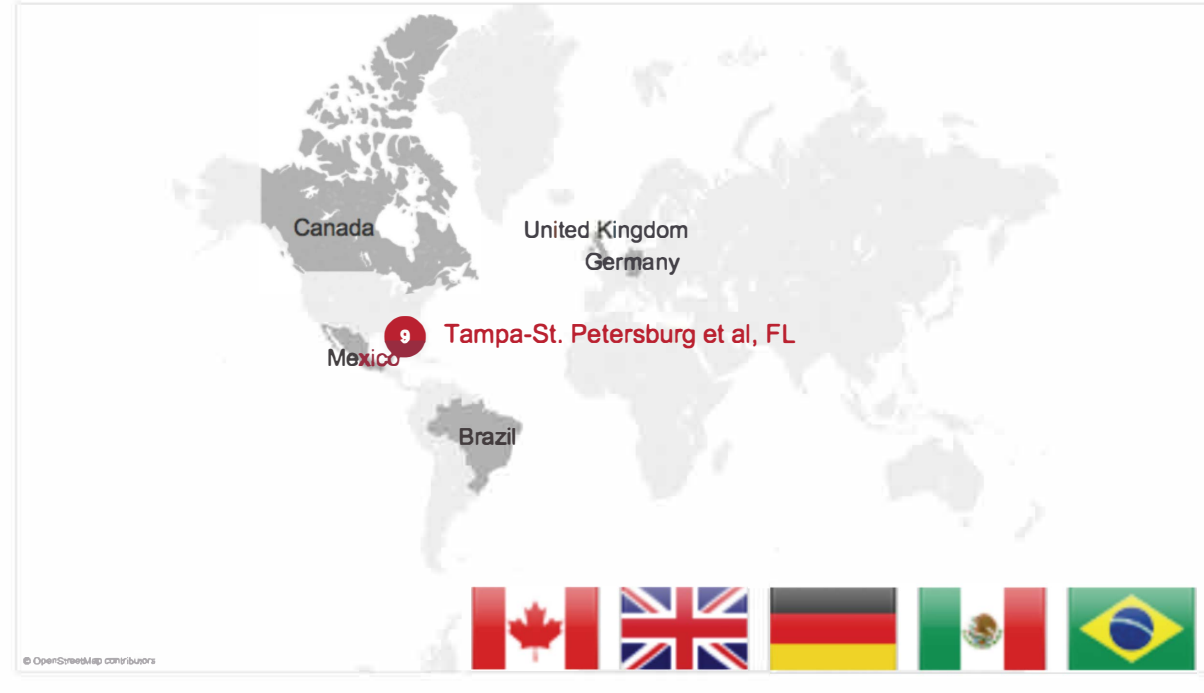 Canada
United Kingdom
Germany
9
Tampa-St. Petersburg et al, FL
Mexico
Brazil
© OpenStreetMap contributors